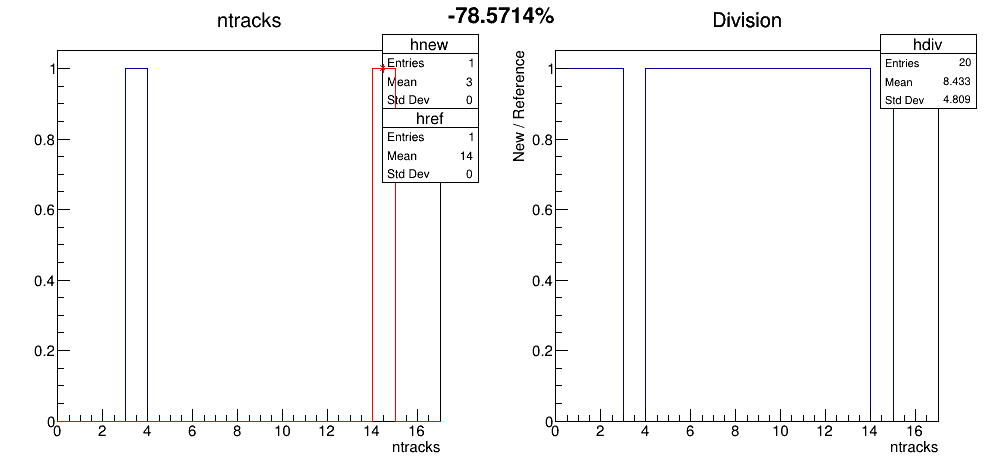 -78.5714%
ntracks
hnew
Entries 1
Mean 3
Std Dev 0
href
Entries 1
Mean 14
Std Dev 0
1
0.8
0.6
0.4
0.2
0
0 2 4 6 8 10 12 14 16
ntracks
Division
hdiv
Entries 20
Mean 8.433
Std Dev 4.809
New / Reference
1
0.8
0.6
0.4
0.2
0
0 2 4 6 8 10 12 14 16
ntracks